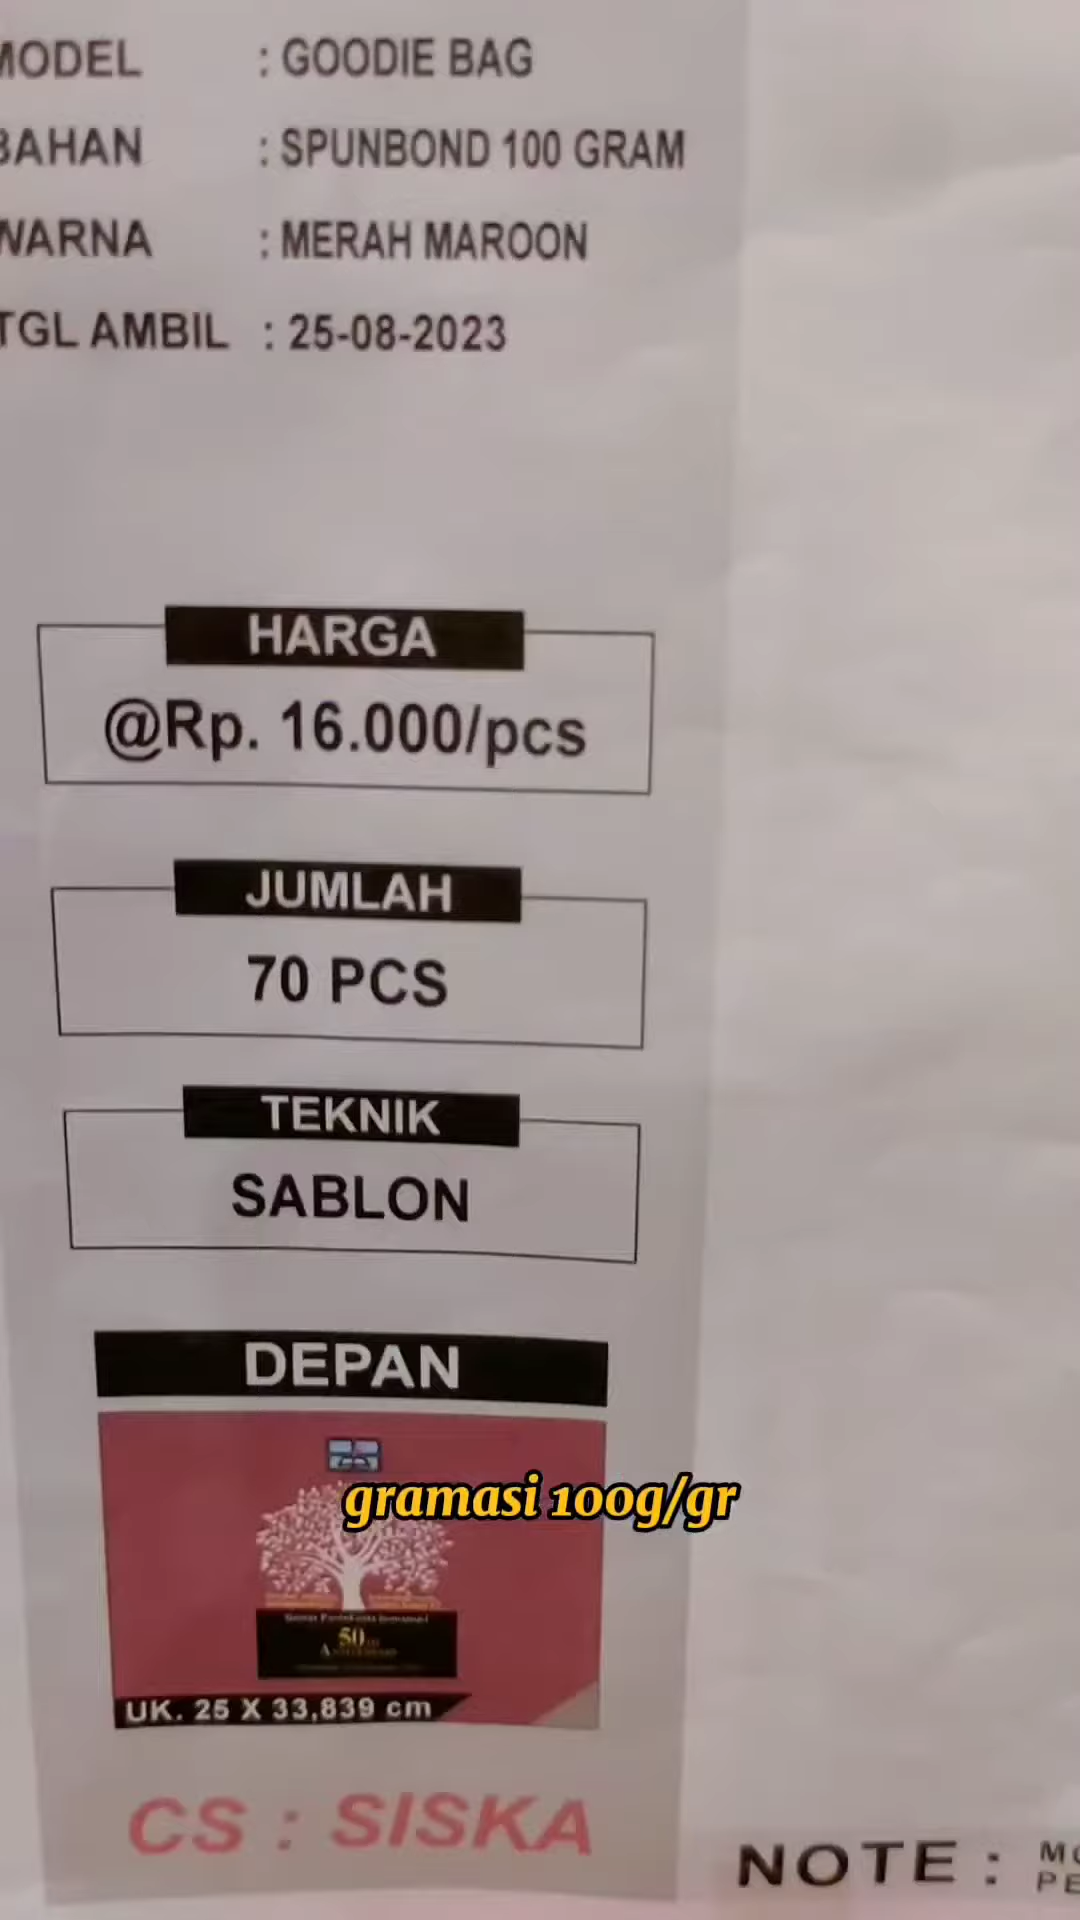 MODEL : GOODIE BAG
BAHAN : SPUNBOND 100 GRAM
WARNA : MERAH MAROON
TGL AMBIL : 25-08-2023
HARGA
@Rp. 16.000/pcs
JUMLAH
70 PCS
TEKNIK
SABLON
DEPAN
gramasi 100g/gr
50
UK. 25 X 33,839 cm
CS : SISKA
NOTE :